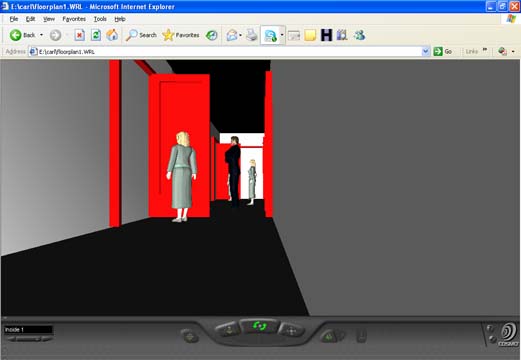 E:\carl\Floorplan1.WRL - Microsoft Internet Explorer
File Edit View Favorites Tools Help
Back Search Favorites
Address E:\carl\Floorplan1.WRL Go Links »
Inside 1
COSMO